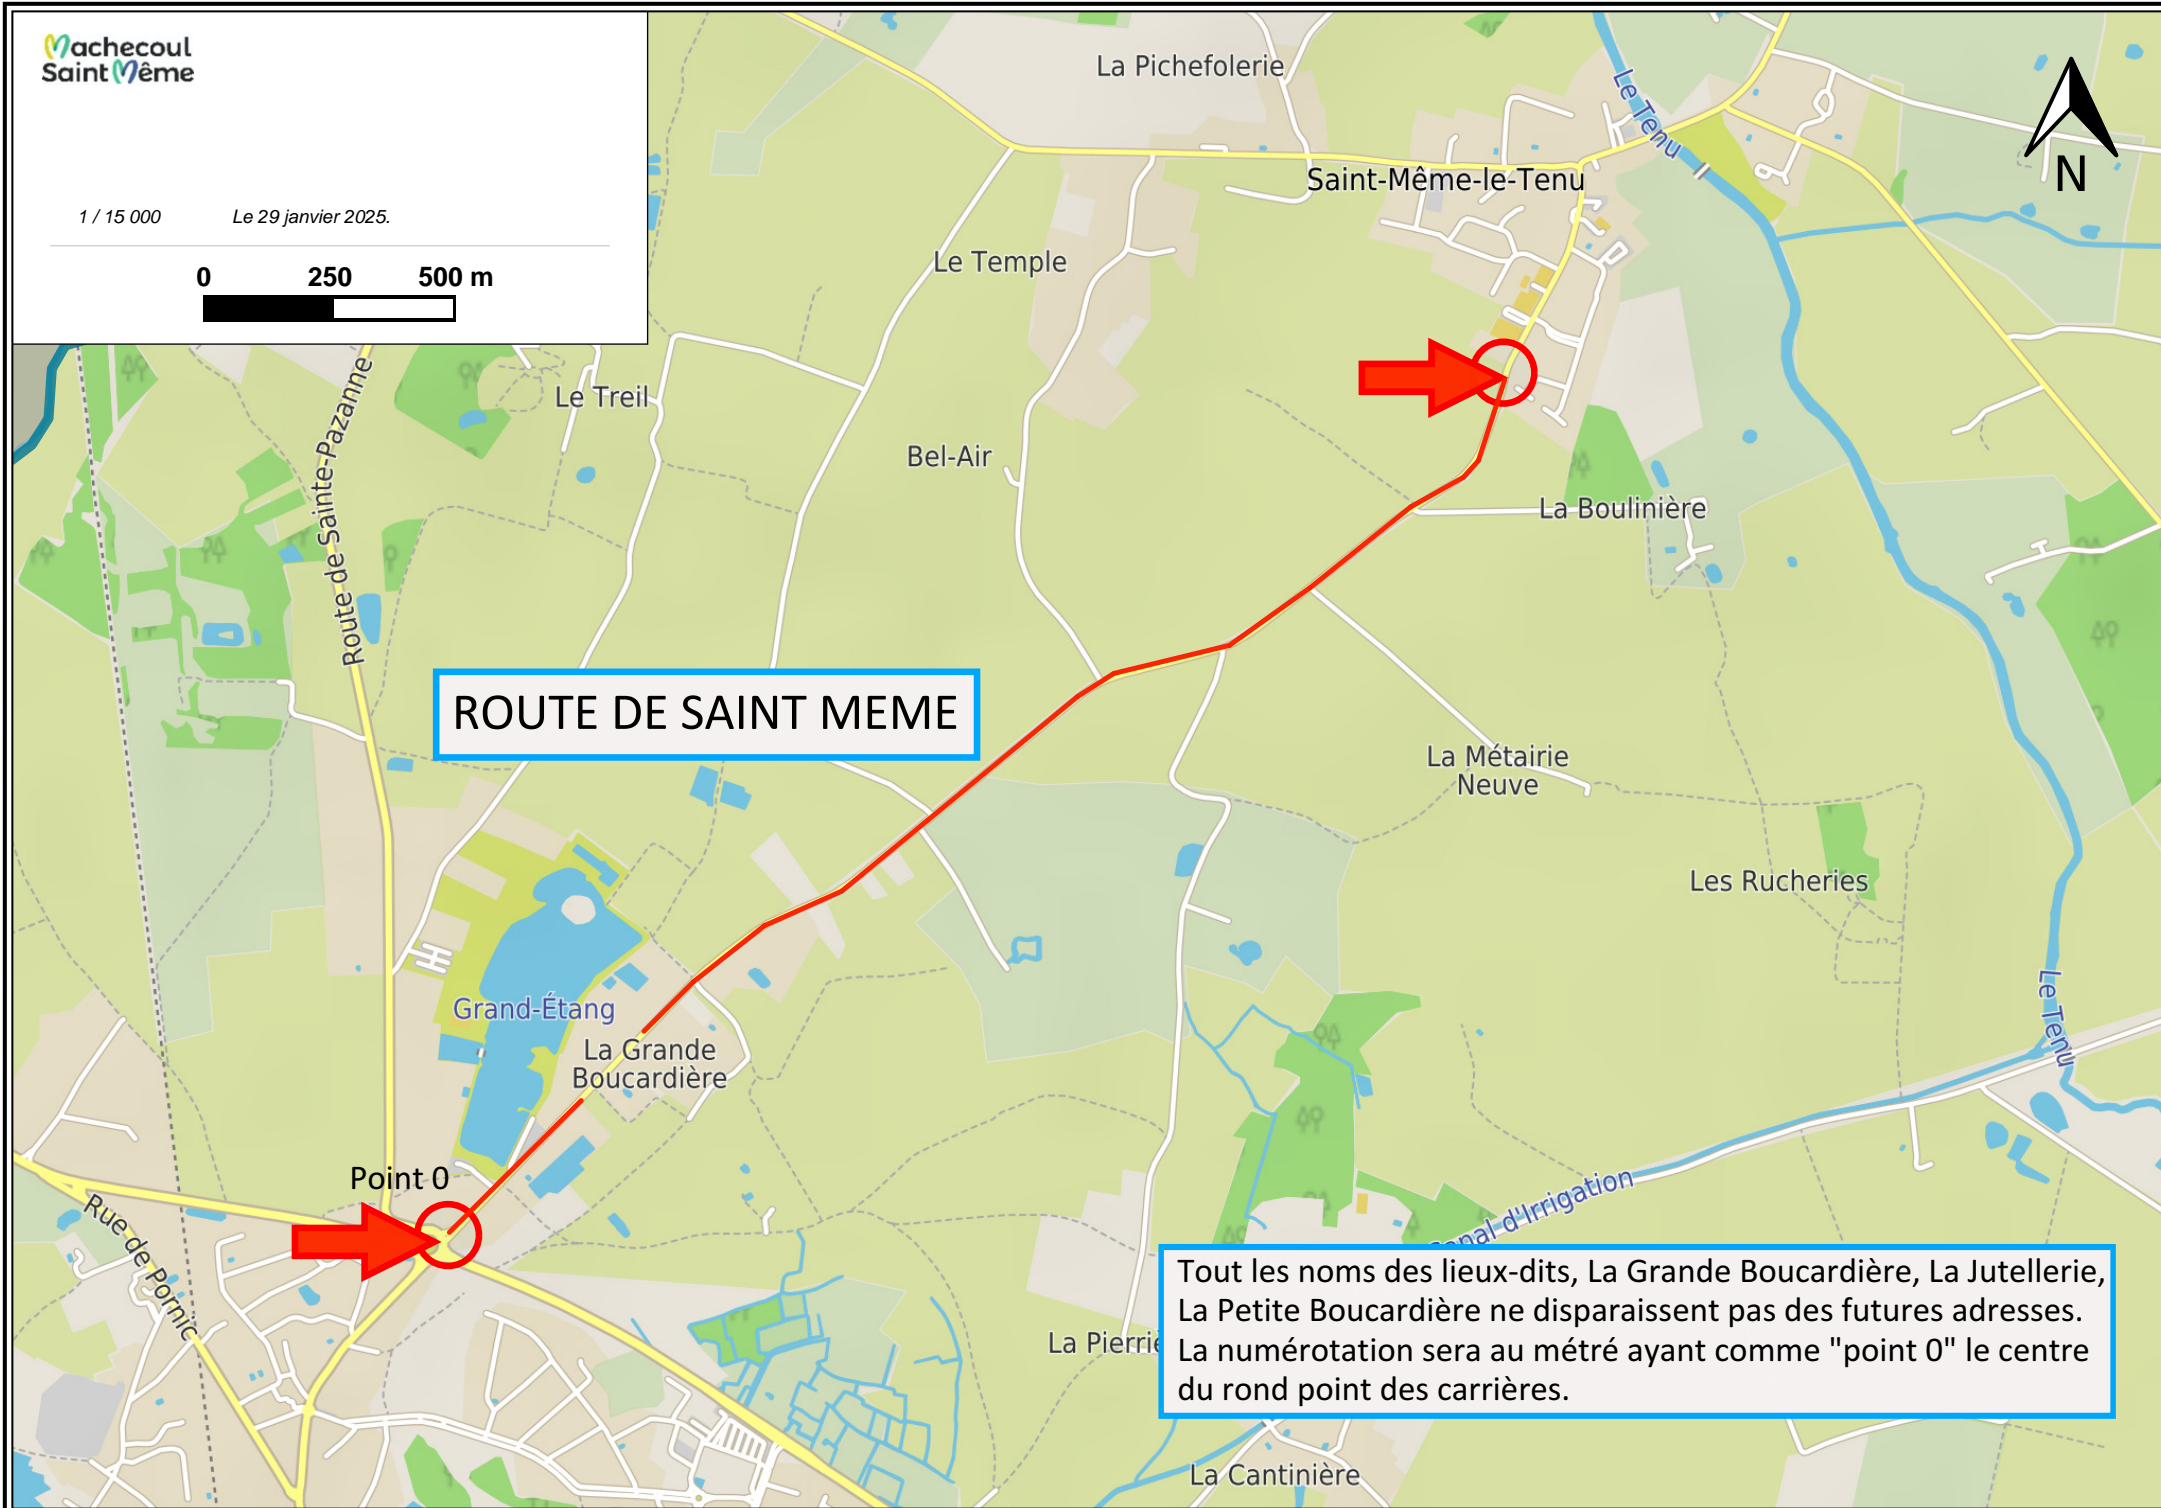 Machecoul
Saint Même
1 / 15 000
Le 29 janvier 2025.
0 250 500 m
N
La Pichefolerie
Le Tenu
Saint-Même-le-Tenu
Le Temple
Route de Sainte-Pazanne
Le Treil
Bel-Air
La Boulinière
ROUTE DE SAINT MEME
La Métairie
Neuve
Les Rucheries
Grand-Étang
La Grande
Boucardière
Le Tenu
Point 0
Rue de Pornic
Canal d'Irrigation
Tout les noms des lieux-dits, La Grande Boucardière, La Jutellerie,
La Petite Boucardière ne disparaissent pas des futures adresses.
La numérotation sera au métré ayant comme "point 0" le centre
du rond point des carrières.
La Pierriè
La Cantinière